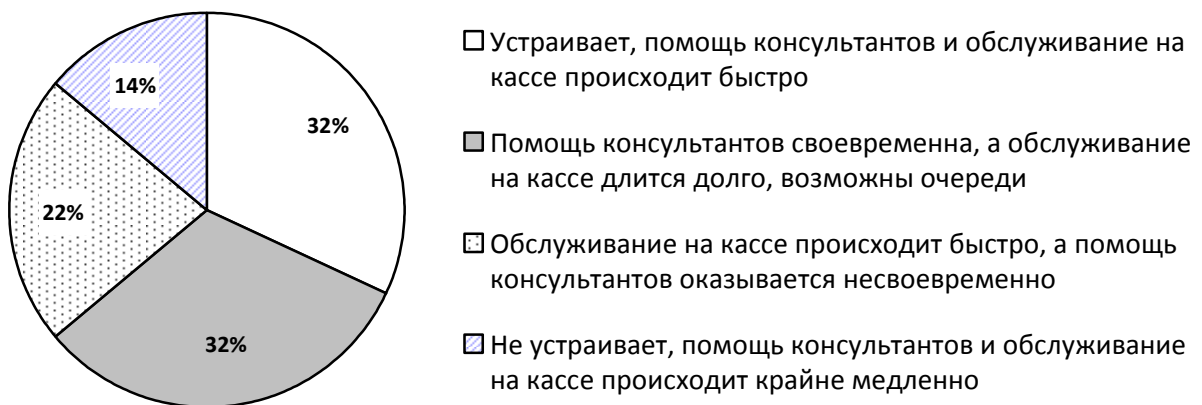 14%
32%
22%
32%
Устраивает, помощь консультантов и обслуживание на
кассе происходит быстро
Помощь консультантов своевременна, а обслуживание
на кассе длится долго, возможны очереди
Обслуживание на кассе происходит быстро, а помощь
консультантов оказывается несвоевременно
Не устраивает, помощь консультантов и обслуживание
на кассе происходит крайне медленно